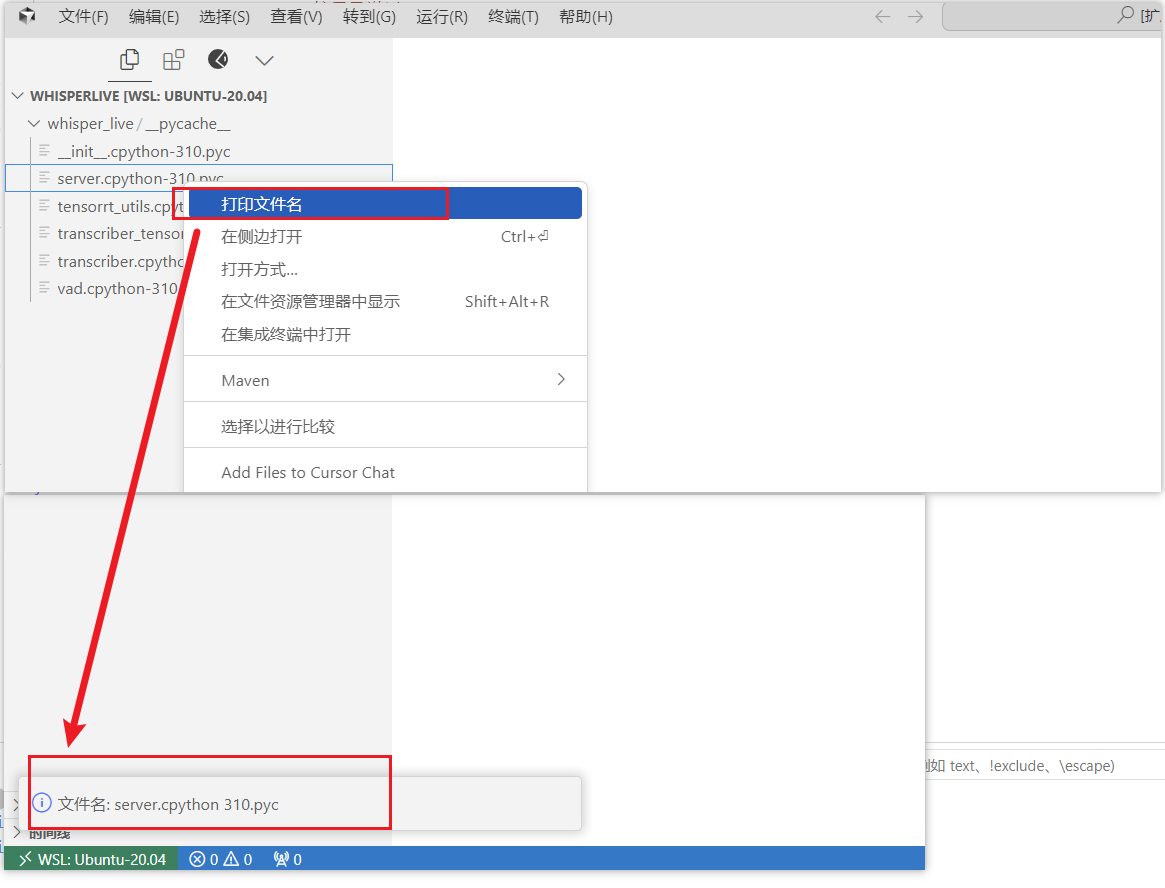 文件(F) 编辑(E) 选择(S) 查看(V) 转到(G) 运行(R) 终端(T) 帮助(H) [扩
WHISPERLIVE [WSL: UBUNTU-20.04]
whisper_live / __pycache__
__init__.cpython-310.pyc
server.cpython-310.pyc
tensorrt_utils.cpyt
transcriber_tensor
transcriber.cpytho
vad.cpython-310
打印文件名
在侧边打开 Ctrl+⏎
打开方式...
在文件资源管理器中显示 Shift+Alt+R
在集成终端中打开
Maven
选择以进行比较
Add Files to Cursor Chat
例如 text、!exclude、\escape)
文件名: server.cpython 310.pyc
的间线
WSL: Ubuntu-20.04 0 0 0